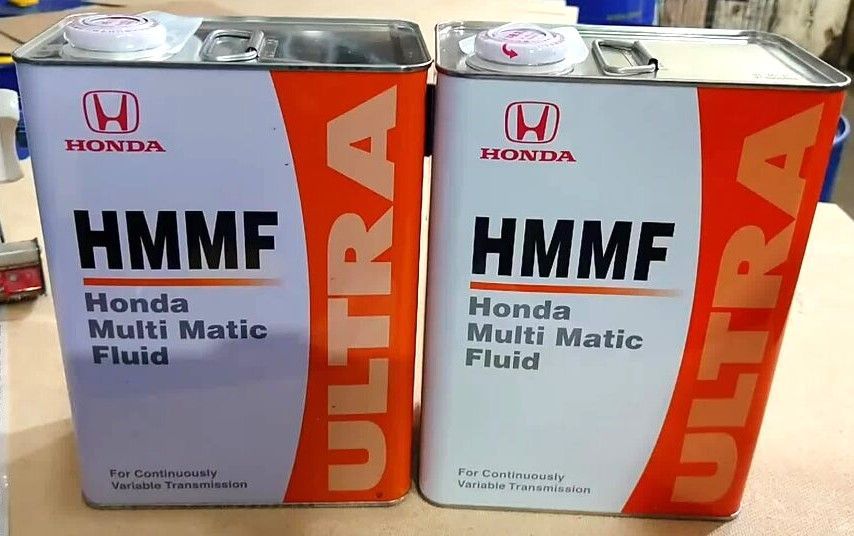 HONDA
HMMF
Honda
Multi Matic
Fluid
For Continuously
Variable Transmission
ULTRA
HONDA
HMMF
Honda
Multi Matic
Fluid
For Continuously
Variable Transmission
ULTRA